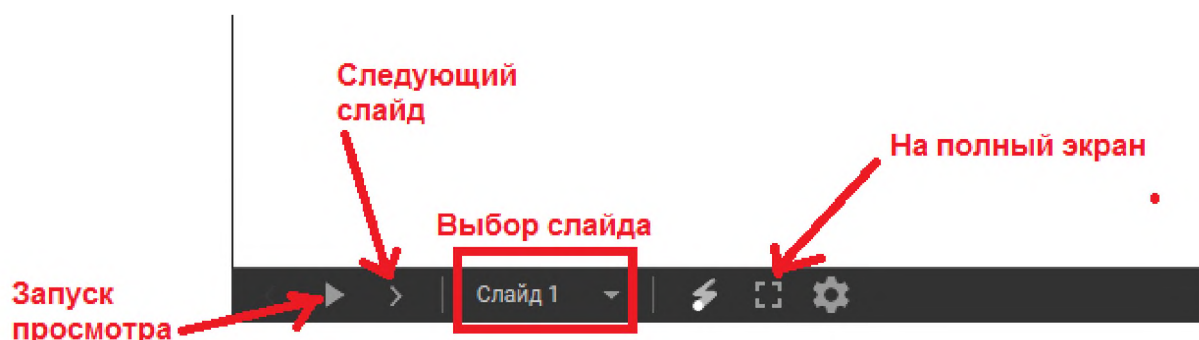 Следующий
слайд
На полный экран
Выбор слайда
Запуск
просмотра
Слайд 1